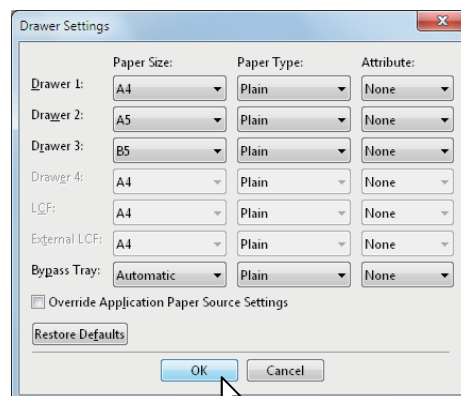 Drawer Settings
Paper Size: Paper Type: Attribute:
Drawer 1: A4 Plain None
Drawer 2: A5 Plain None
Drawer 3: B5 Plain None
Drawer 4: A4 Plain None
LCF: A4 Plain None
External LCF: A4 Plain None
Bypass Tray: Automatic Plain None
Override Application Paper Source Settings
Restore Defaults
OK Cancel